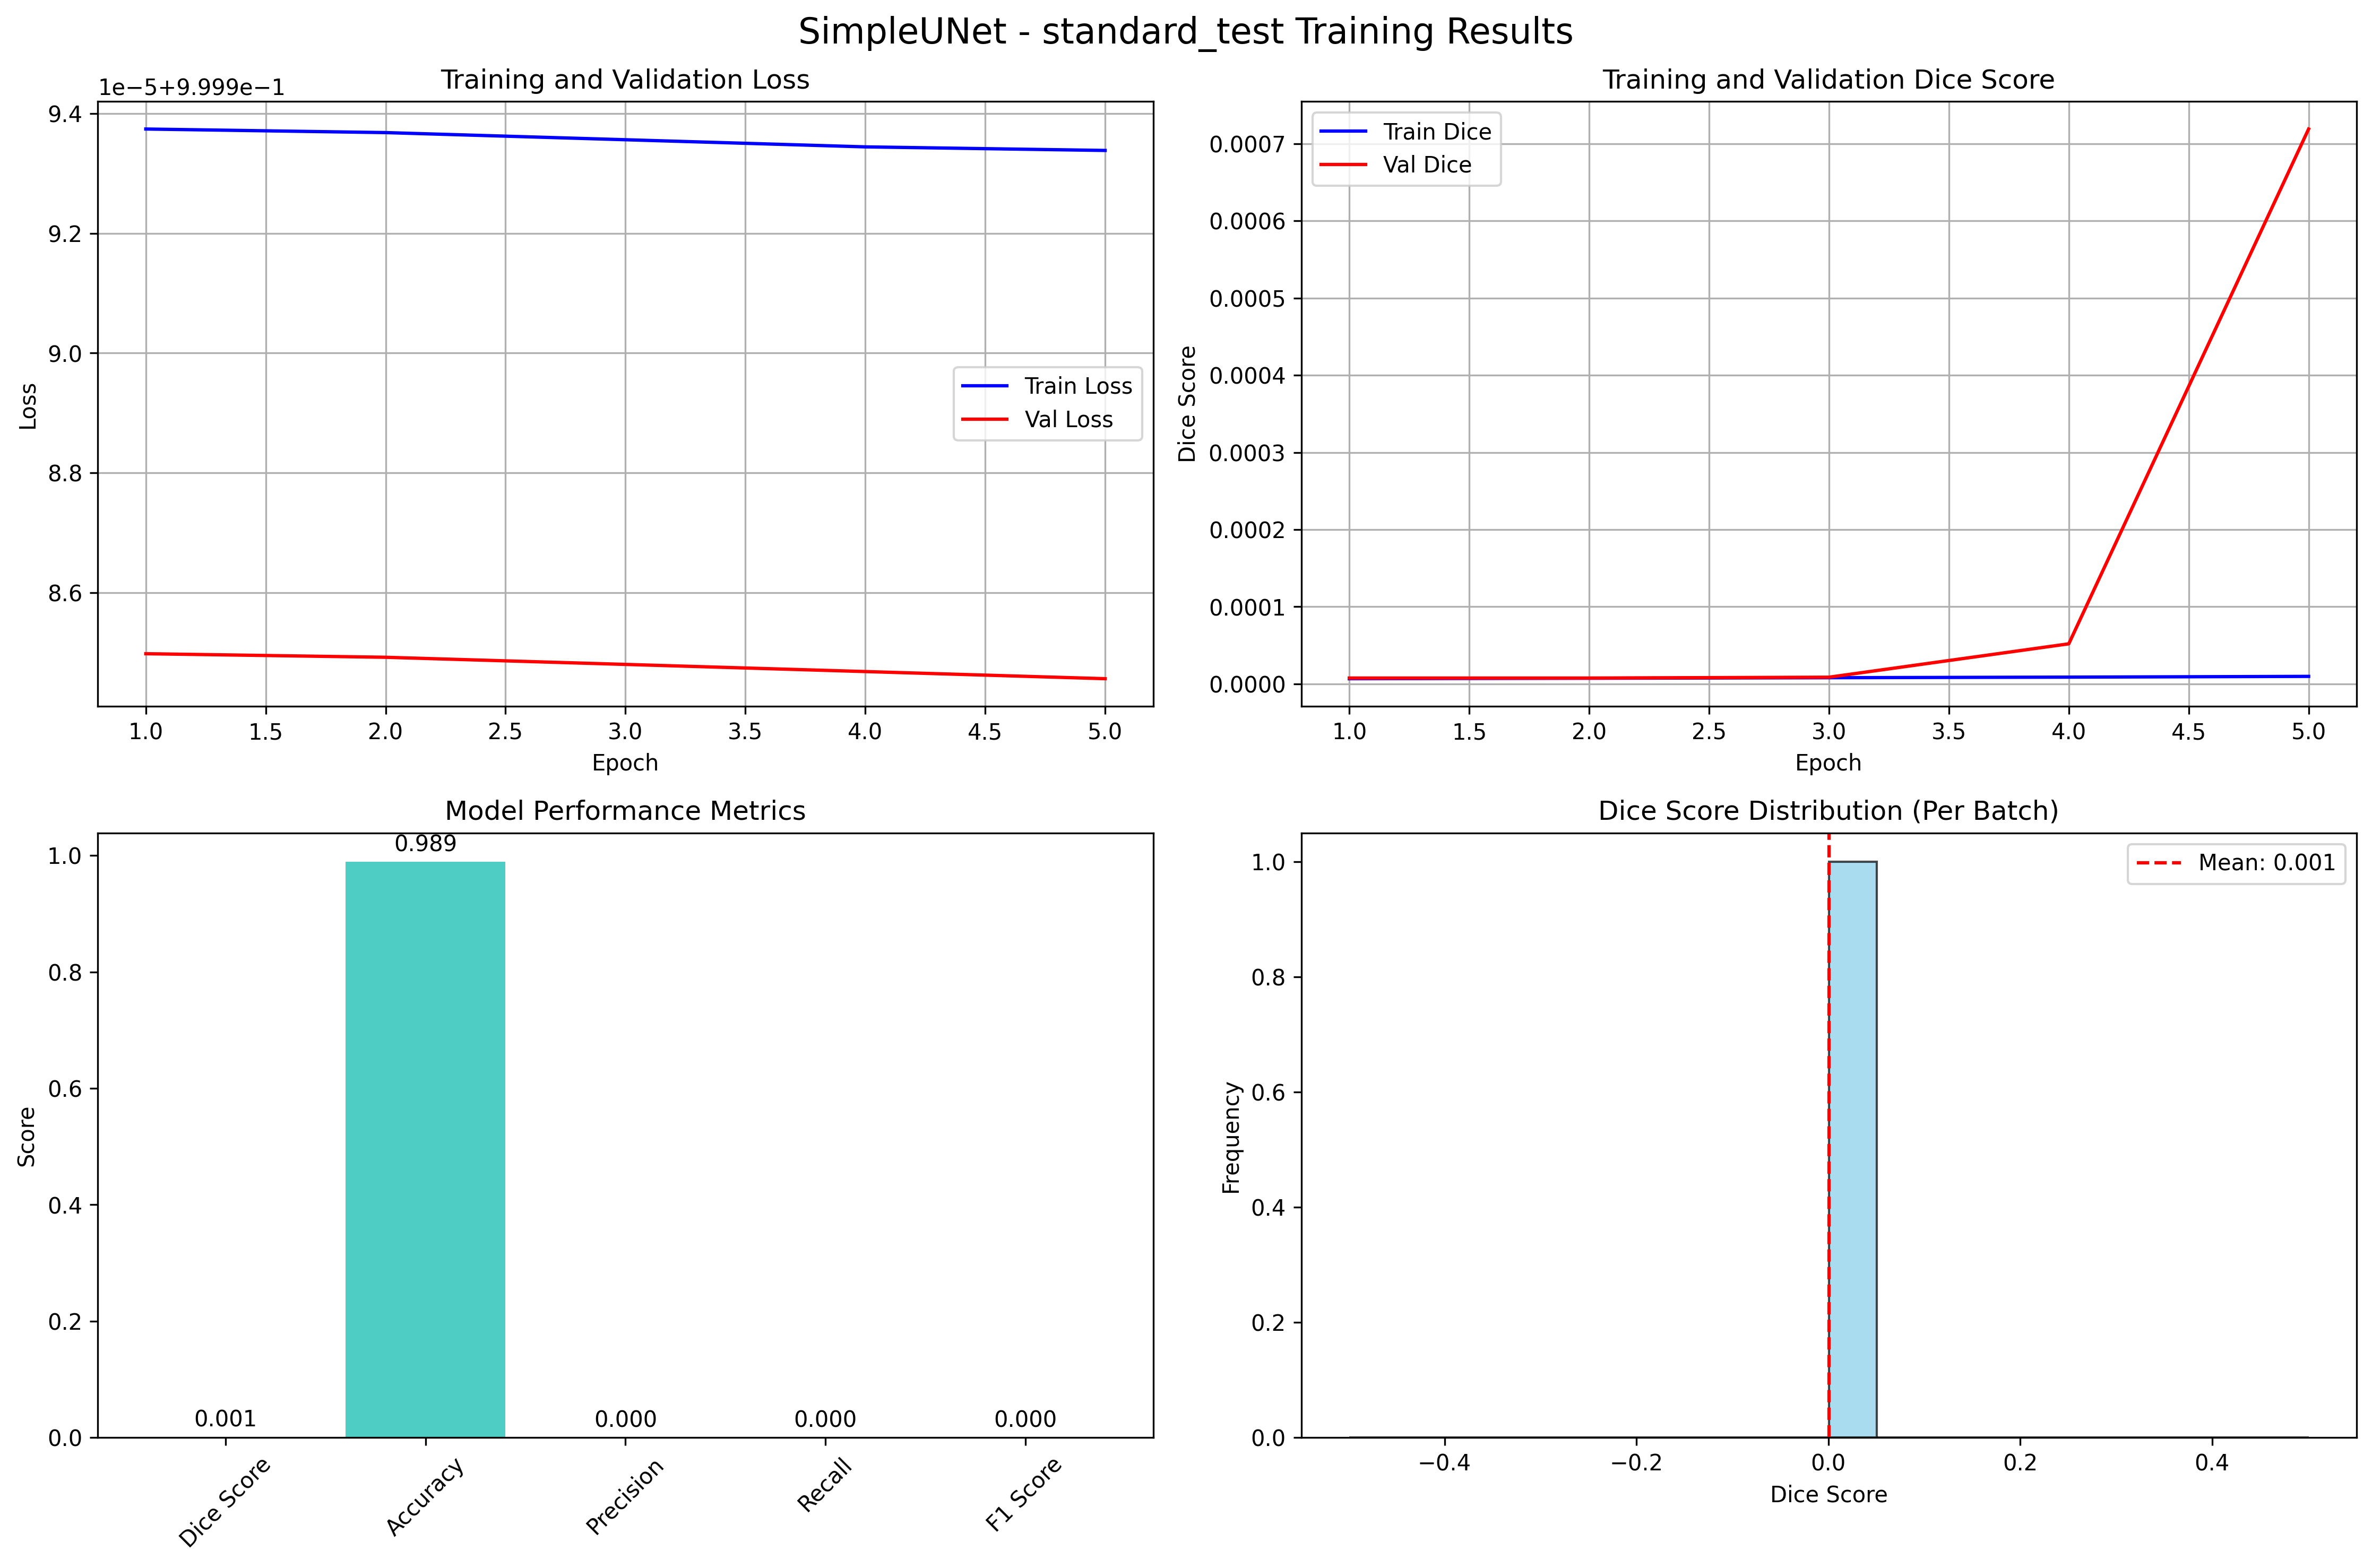 SimpleUNet - standard_test Training Results
Training and Validation Loss
1e−5+9.999e−1
9.4
9.2
9.0
8.8
8.6
Loss
Train Loss
Val Loss
1.0 1.5 2.0 2.5 3.0 3.5 4.0 4.5 5.0
Epoch
Training and Validation Dice Score
0.0007
0.0006
0.0005
0.0004
0.0003
0.0002
0.0001
0.0000
Dice Score
Train Dice
Val Dice
1.0 1.5 2.0 2.5 3.0 3.5 4.0 4.5 5.0
Epoch
Model Performance Metrics
1.0
0.8
0.6
0.4
0.2
0.0
Score
0.001 0.989 0.000 0.000 0.000
Dice Score Accuracy Precision Recall F1 Score
Dice Score Distribution (Per Batch)
1.0
0.8
0.6
0.4
0.2
0.0
Frequency
Mean: 0.001
−0.4 −0.2 0.0 0.2 0.4
Dice Score